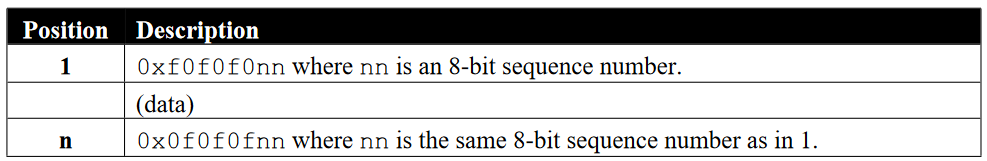 Position Description
1 0xf0f0f0nn where nn is an 8-bit sequence number.
(data)
n 0x0f0f0fnn where nn is the same 8-bit sequence number as in 1.